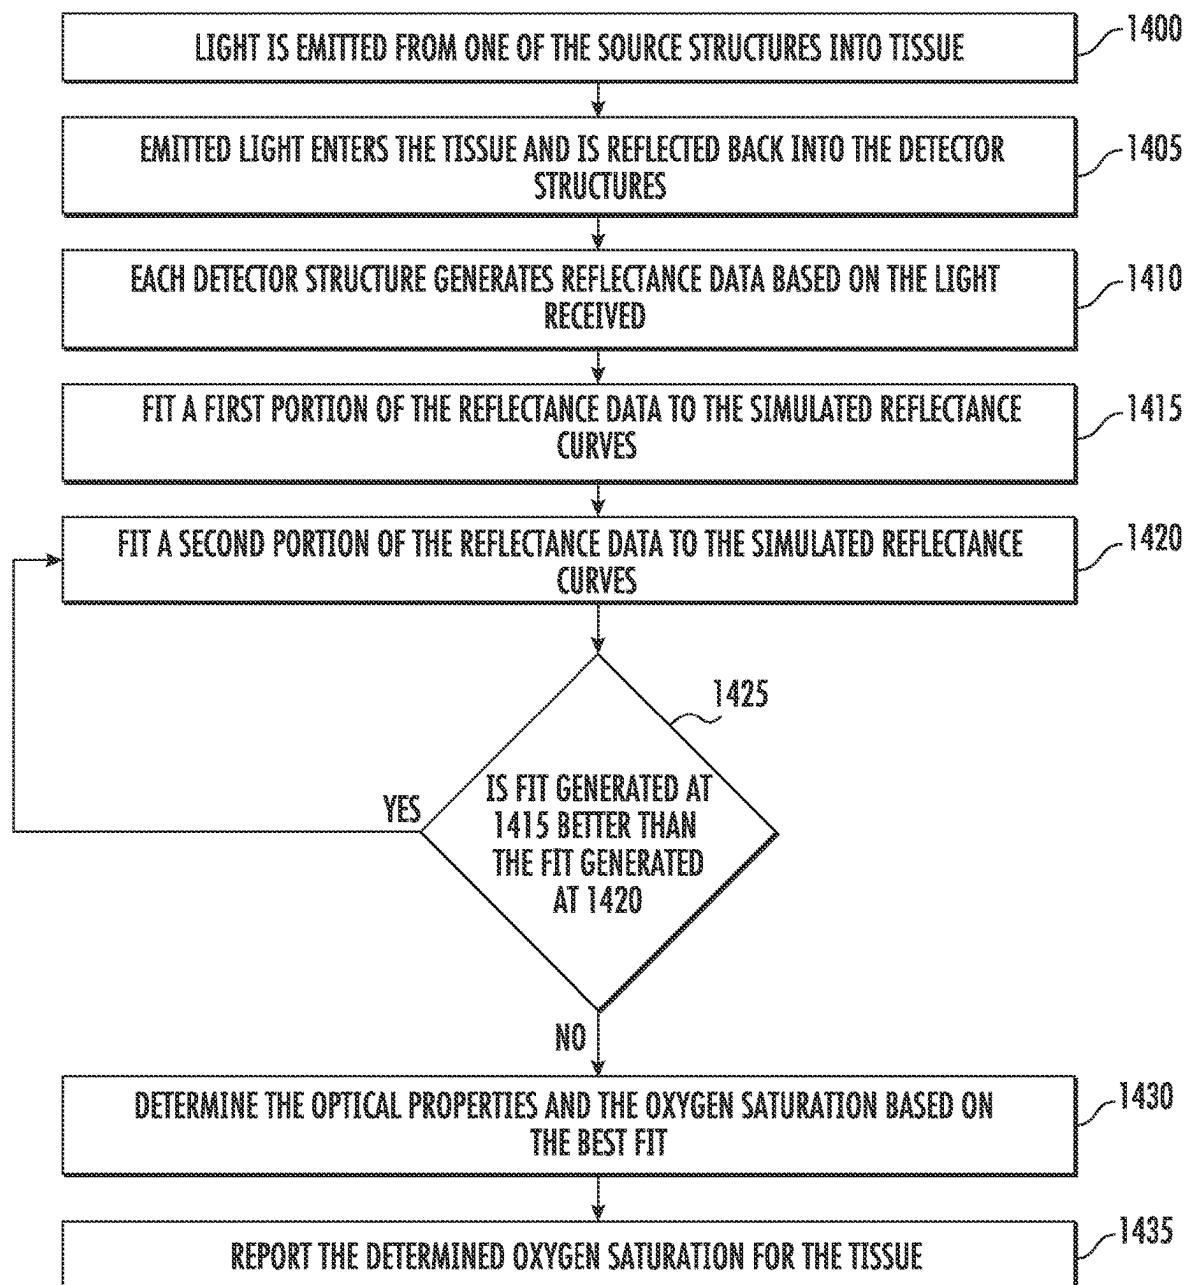 LIGHT IS EMITTED FROM ONE OF THE SOURCE STRUCTURES INTO TISSUE
1400
EMITTED LIGHT ENTERS THE TISSUE AND IS REFLECTED BACK INTO THE DETECTOR
STRUCTURES
1405
EACH DETECTOR STRUCTURE GENERATES REFLECTANCE DATA BASED ON THE LIGHT
RECEIVED
1410
FIT A FIRST PORTION OF THE REFLECTANCE DATA TO THE SIMULATED REFLECTANCE
CURVES
1415
FIT A SECOND PORTION OF THE REFLECTANCE DATA TO THE SIMULATED REFLECTANCE
CURVES
1420
1425
IS FIT GENERATED AT
1415 BETTER THAN
THE FIT GENERATED
AT 1420
YES
NO
DETERMINE THE OPTICAL PROPERTIES AND THE OXYGEN SATURATION BASED ON
THE BEST FIT
1430
REPORT THE DETERMINED OXYGEN SATURATION FOR THE TISSUE
1435